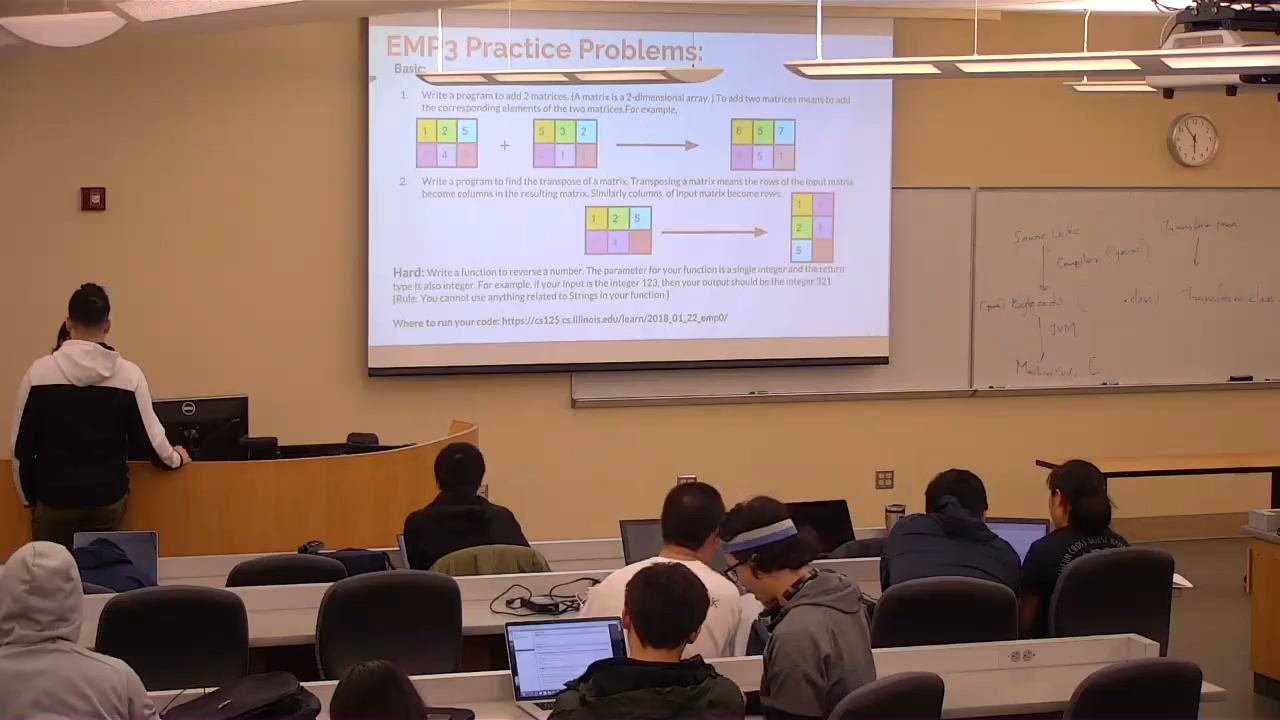 EMP3 Practice Problems:
Basic:
1. Write a program to add 2 matrices. (A matrix is a 2-dimensional array. ) To add two matrices means to add
the corresponding elements of the two matrices.For example,
1 2 5 5 3 2 6 5 7
+
4 1 5 1
2. Write a program to find the transpose of a matrix. Transposing a matrix means the rows of the input matrix
become columns in the resulting matrix. Similarly columns of input matrix become rows.
1 2 5 1
4 2 4
5
Hard: Write a function to reverse a number. The parameter for your function is a single integer and the return
type is also integer. For example, if your input is the integer 123, then your output should be the integer 321.
[Rule: You cannot use anything related to Strings in your function ]
Where to run your code: https://cs125.cs.illinois.edu/learn/2018_01_22_emp0/
Compiler
.class)
JVM
DELL